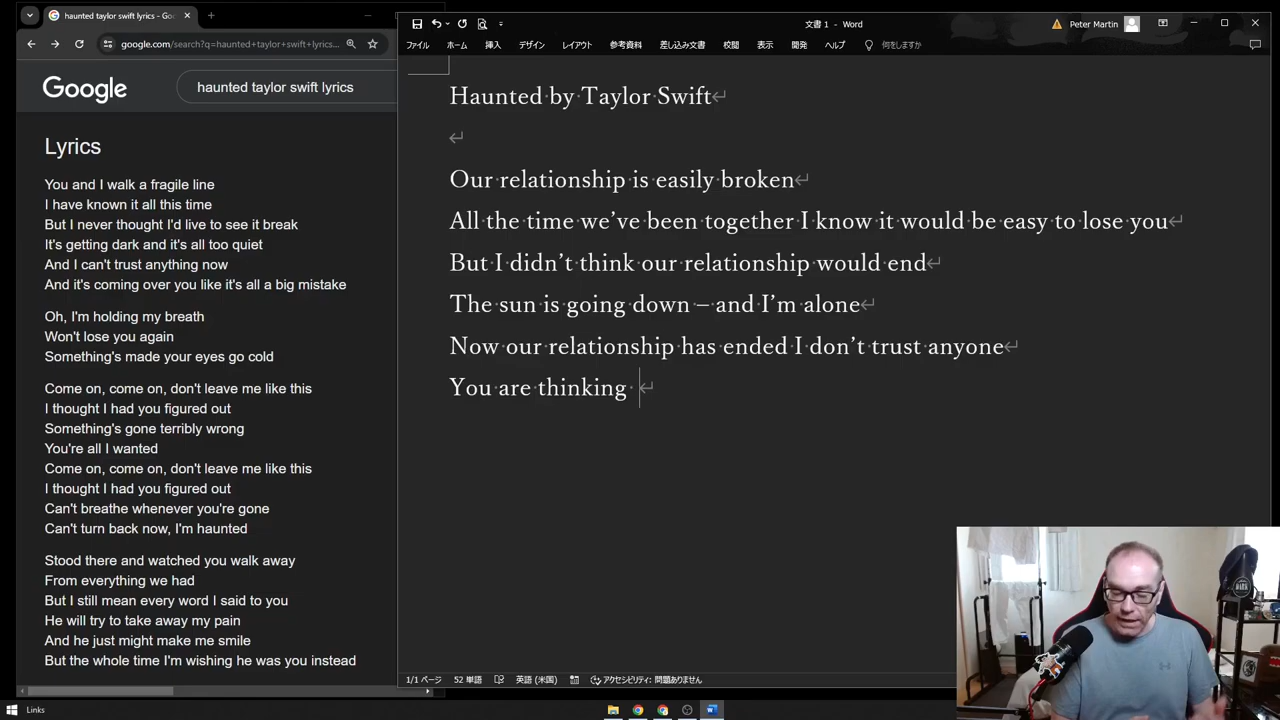 haunted taylor swift lyrics - Goo
google.com/search?q=haunted+taylor+swift+lyrics...
Google
haunted taylor swift lyrics
Lyrics
You and I walk a fragile line
I have known it all this time
But I never thought I'd live to see it break
It's getting dark and it's all too quiet
And I can't trust anything now
And it's coming over you like it's all a big mistake
Oh, I'm holding my breath
Won't lose you again
Something's made your eyes go cold
Come on, come on, don't leave me like this
I thought I had you figured out
Something's gone terribly wrong
You're all I wanted
Come on, come on, don't leave me like this
I thought I had you figured out
Can't breathe whenever you're gone
Can't turn back now, I'm haunted
Stood there and watched you walk away
From everything we had
But I still mean every word I said to you
He will try to take away my pain
And he just might make me smile
But the whole time I'm wishing he was you instead
文書 1 - Word
Peter Martin
ファイル ホーム 挿入 デザイン レイアウト 参考資料 差し込み文書 校閲 表示 開発 ヘルプ 何をしますか
Haunted by Taylor Swift
Our relationship is easily broken
All the time we've been together I know it would be easy to lose you
But I didn't think our relationship would end
The sun is going down – and I'm alone
Now our relationship has ended I don't trust anyone
You are thinking
1/1 ページ 52 単語 英語 (米国) アクセシビリティ: 問題ありません
Links